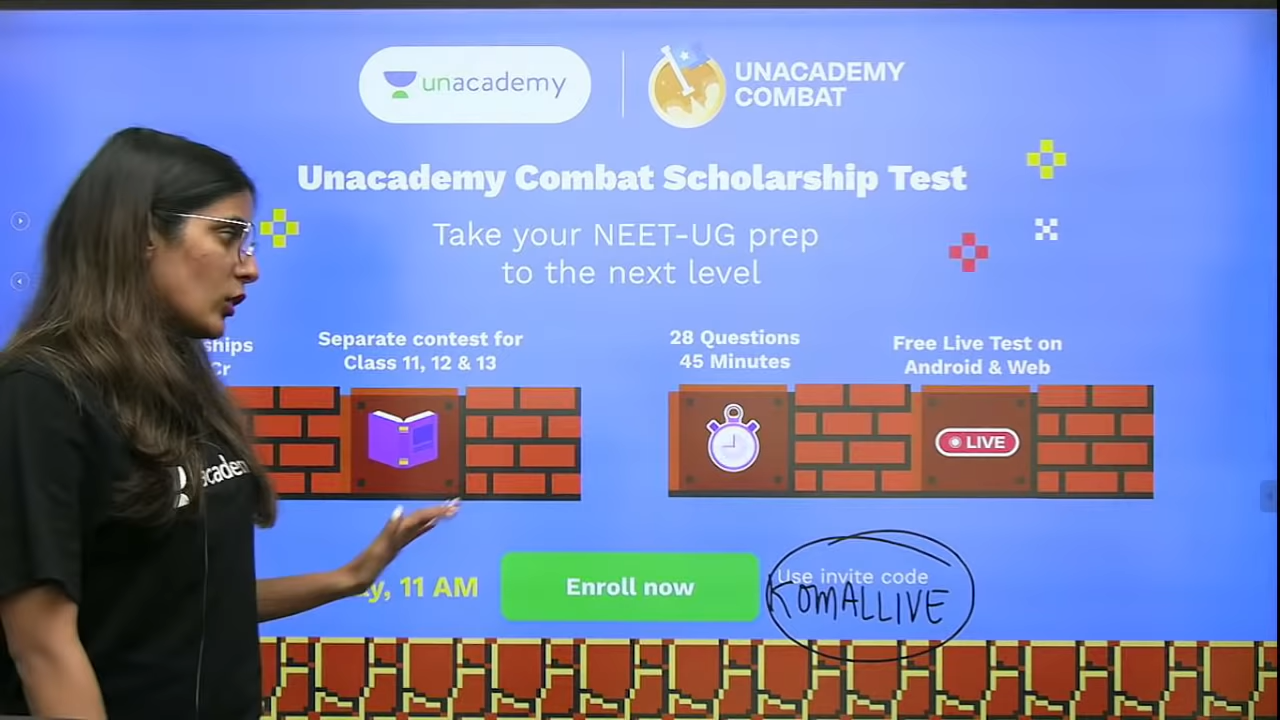 unacademy
UNACADEMY
COMBAT
Unacademy Combat Scholarship Test
Take your NEET-UG prep
to the next level
Separate contest for
Class 11, 12 & 13
28 Questions
45 Minutes
Free Live Test on
Android & Web
LIVE
11 AM
Enroll now
Use invite code
KOMALLIVE